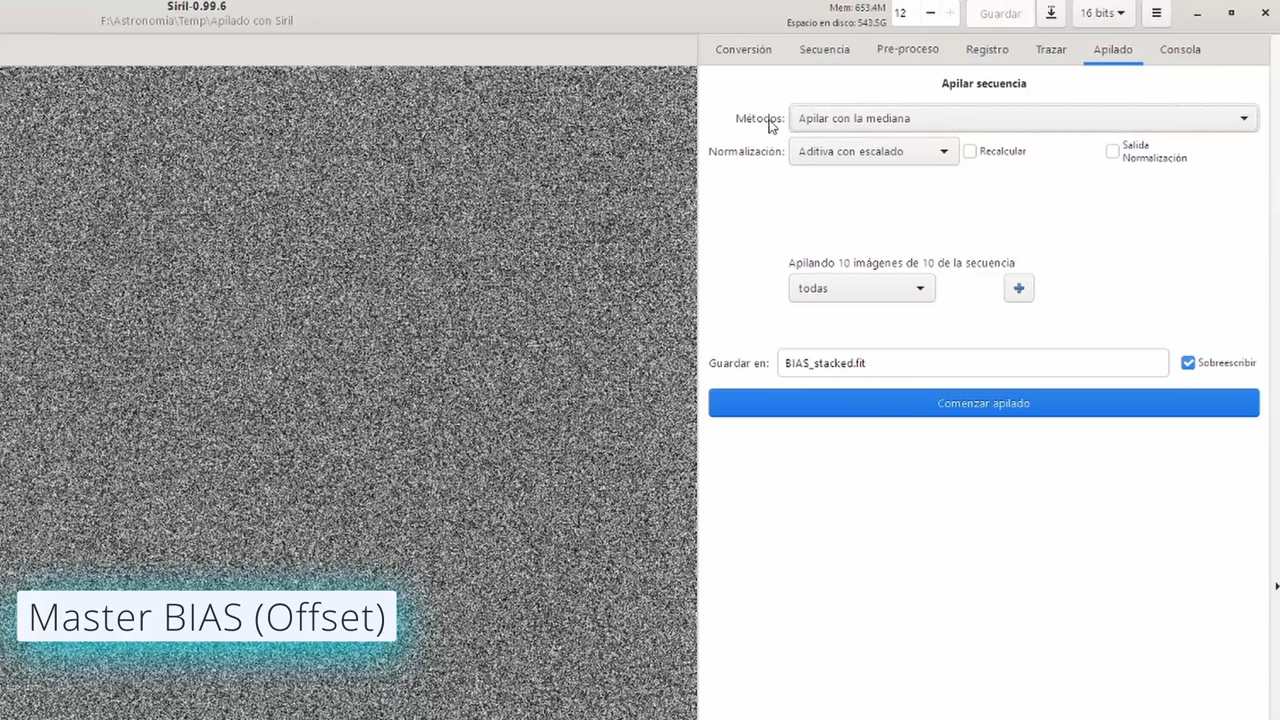 Siril-0.99.6
F:\Astronomía\Temp\Apilado con Siril
Mem: 653.4M
Espacio en disco: 543.5G
12
Guardar
16 bits
Conversión
Secuencia
Pre-proceso
Registro
Trazar
Apilado
Consola
Apilar secuencia
Métodos:
Apilar con la mediana
Normalización:
Aditiva con escalado
Recalcular
Salida
Normalización
Apilando 10 imágenes de 10 de la secuencia
todas
Guardar en:
BIAS_stacked.fit
Sobreescribir
Comenzar apilado
Master BIAS (Offset)